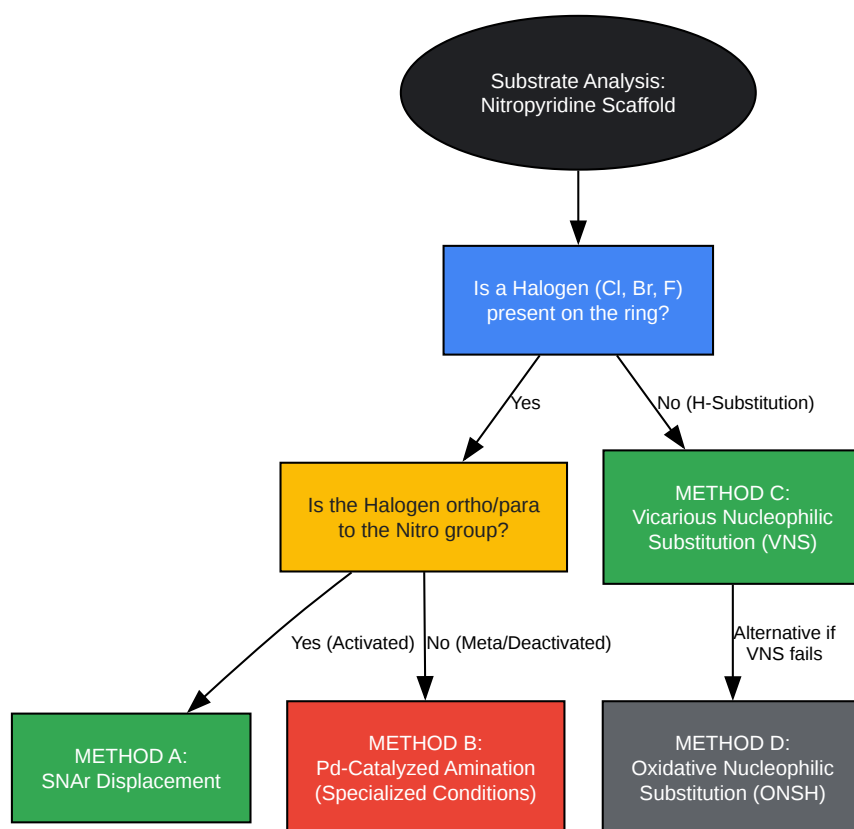 Substrate Analysis:
Nitropyridine Scaffold
Is a Halogen (Cl, Br, F)
present on the ring?
Yes
No (H-Substitution)
Is the Halogen ortho/para
to the Nitro group?
METHOD C:
Vicarious Nucleophilic
Substitution (VNS)
Yes (Activated)
No (Meta/Deactivated)
Alternative if
VNS fails
METHOD A:
SNAr Displacement
METHOD B:
Pd-Catalyzed Amination
(Specialized Conditions)
METHOD D:
Oxidative Nucleophilic
Substitution (ONSH)